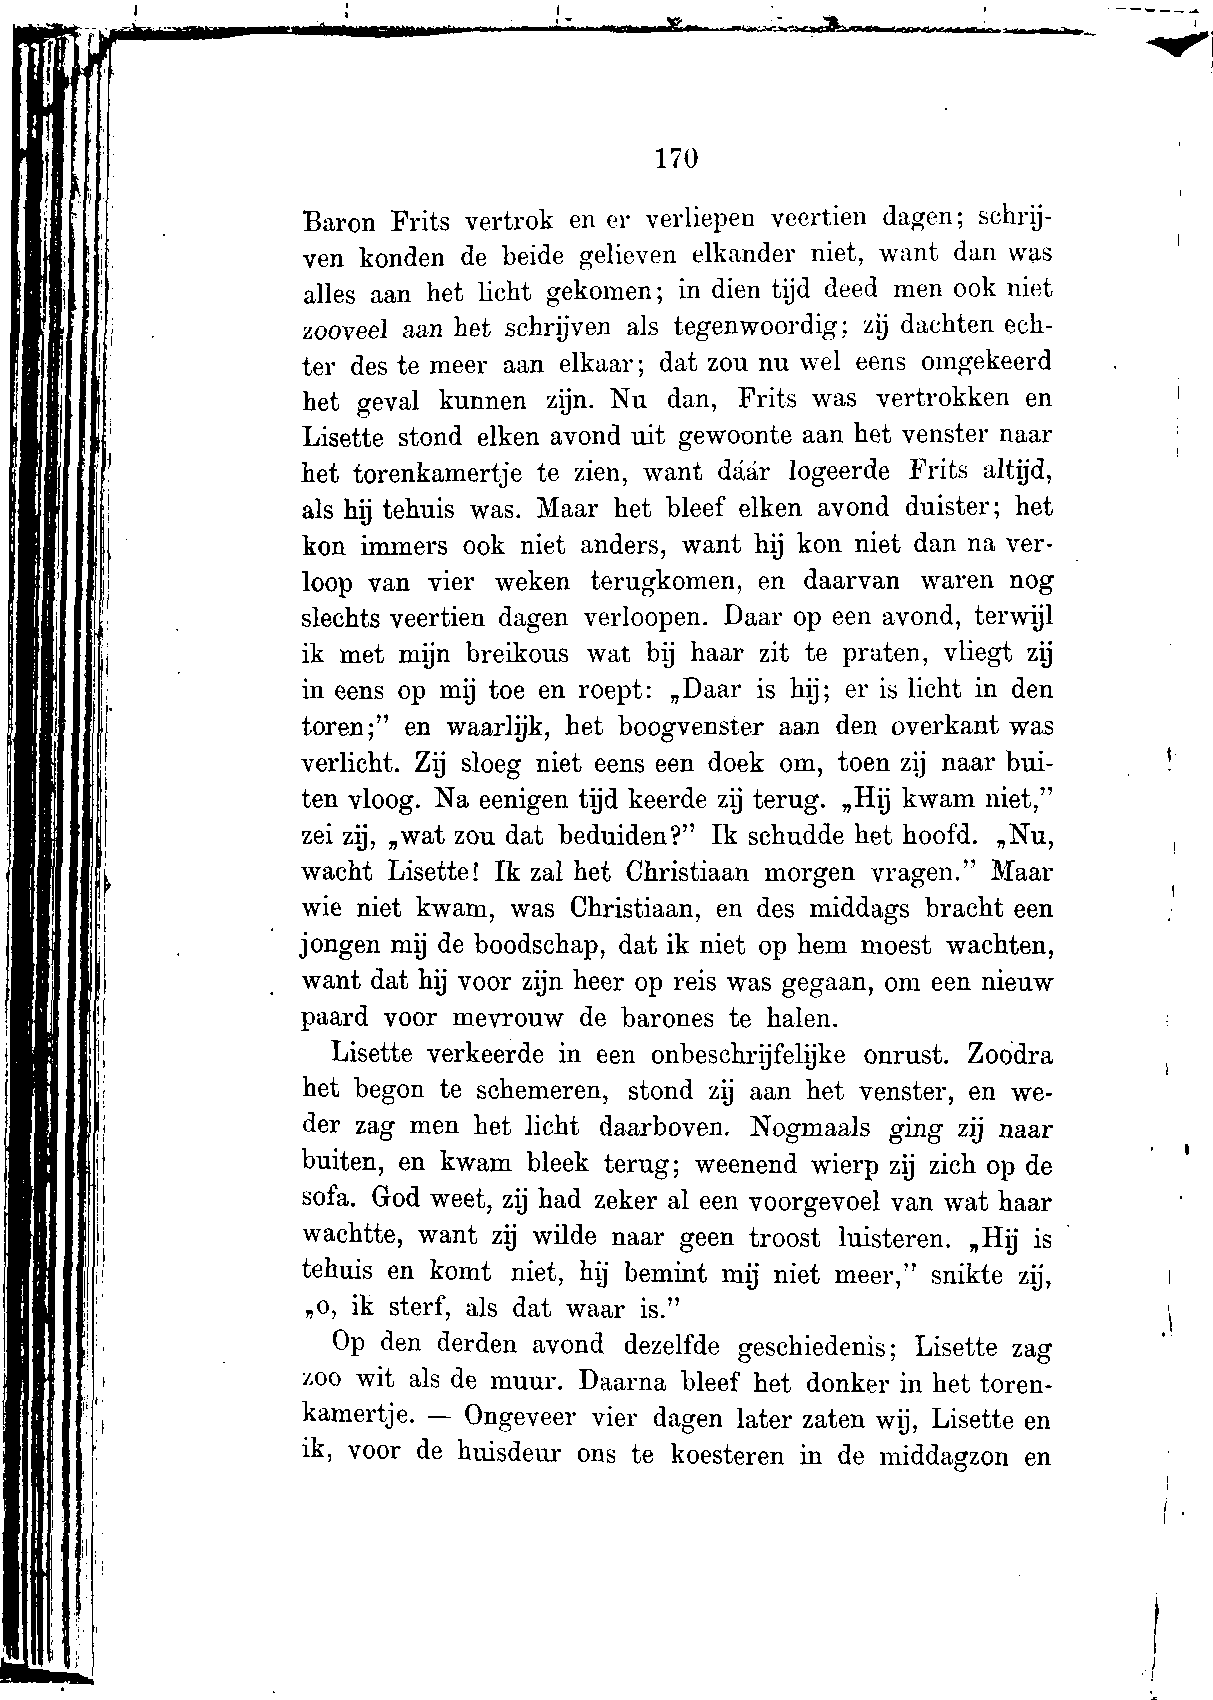 170
Baron Frits vertrok en er verliepen veertien dagen; schrij-
ven konden de beide gelieven elkander niet, want dan was
alles aan het licht gekomen; in dien tijd deed men ook niet
zooveel aan het schrijven als tegenwoordig; zij dachten ech-
ter des te meer aan elkaar; dat zou nu wel eens omgekeerd
het geval kunnen zijn. Nu dan, Frits was vertrokken en
Lisette stond elken avond uit gewoonte aan het venster naar
het torenkamertje te zien, want dáár logeerde Frits altijd,
als hij tehuis was. Maar het bleef elken avond duister; het
kon immers ook niet anders, want hij kon niet dan na ver-
loop van vier weken terugkomen, en daarvan waren nog
slechts veertien dagen verloopen. Daar op een avond, terwijl
ik met mijn breikous wat bij haar zit te praten, vliegt zij
in eens op mij toe en roept: „Daar is hij; er is licht in den
toren;” en waarlijk, het boogvenster aan den overkant was
verlicht. Zij sloeg niet eens een doek om, toen zij naar bui-
ten vloog. Na eenigen tijd keerde zij terug. „Hij kwam niet,”
zei zij, „wat zou dat beduiden?” Ik schudde het hoofd. „Nu,
wacht Lisette! Ik zal het Christiaan morgen vragen.” Maar
wie niet kwam, was Christiaan, en des middags bracht een
jongen mij de boodschap, dat ik niet op hem moest wachten,
want dat hij voor zijn heer op reis was gegaan, om een nieuw
paard voor mevrouw de barones te halen.
Lisette verkeerde in een onbeschrijfelijke onrust. Zoodra
het begon te schemeren, stond zij aan het venster, en we-
der zag men het licht daarboven. Nogmaals ging zij naar
buiten, en kwam bleek terug; weenend wierp zij zich op de
sofa. God weet, zij had zeker al een voorgevoel van wat haar
wachtte, want zij wilde naar geen troost luisteren. „Hij is
tehuis en komt niet, hij bemint mij niet meer,” snikte zij,
„o, ik sterf, als dat waar is.”
Op den derden avond dezelfde geschiedenis; Lisette zag
zoo wit als de muur. Daarna bleef het donker in het toren-
kamertje. — Ongeveer vier dagen later zaten wij, Lisette en
ik, voor de huisdeur ons te koesteren in de middagzon en